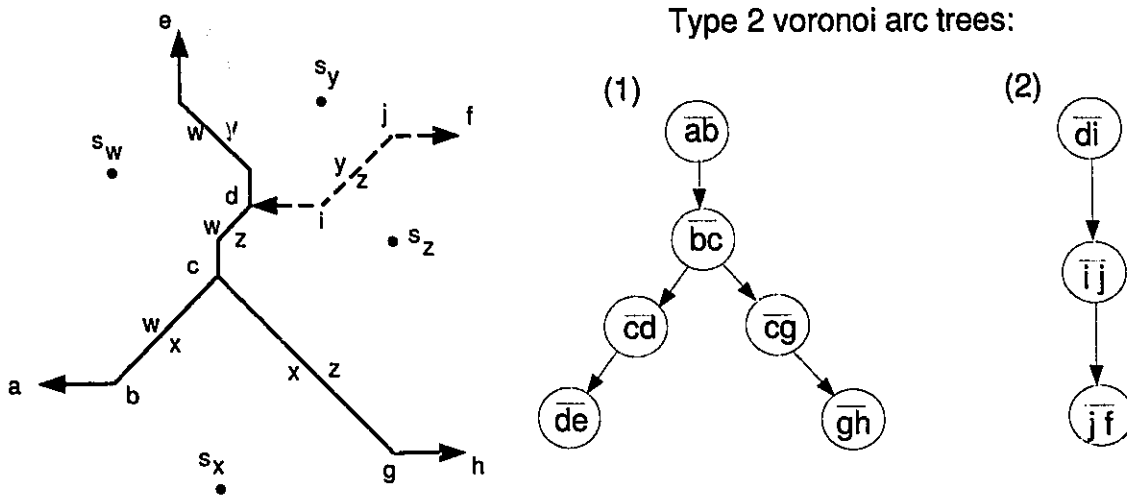 Type 2 voronoi arc trees:
e
s_y
j
f
w
y
s_w
y
z
d
i
w
z
s_z
c
w
x
x
z
a
b
g
h
s_x
(1)
ab
bc
cd
cg
de
gh
(2)
di
ij
jf